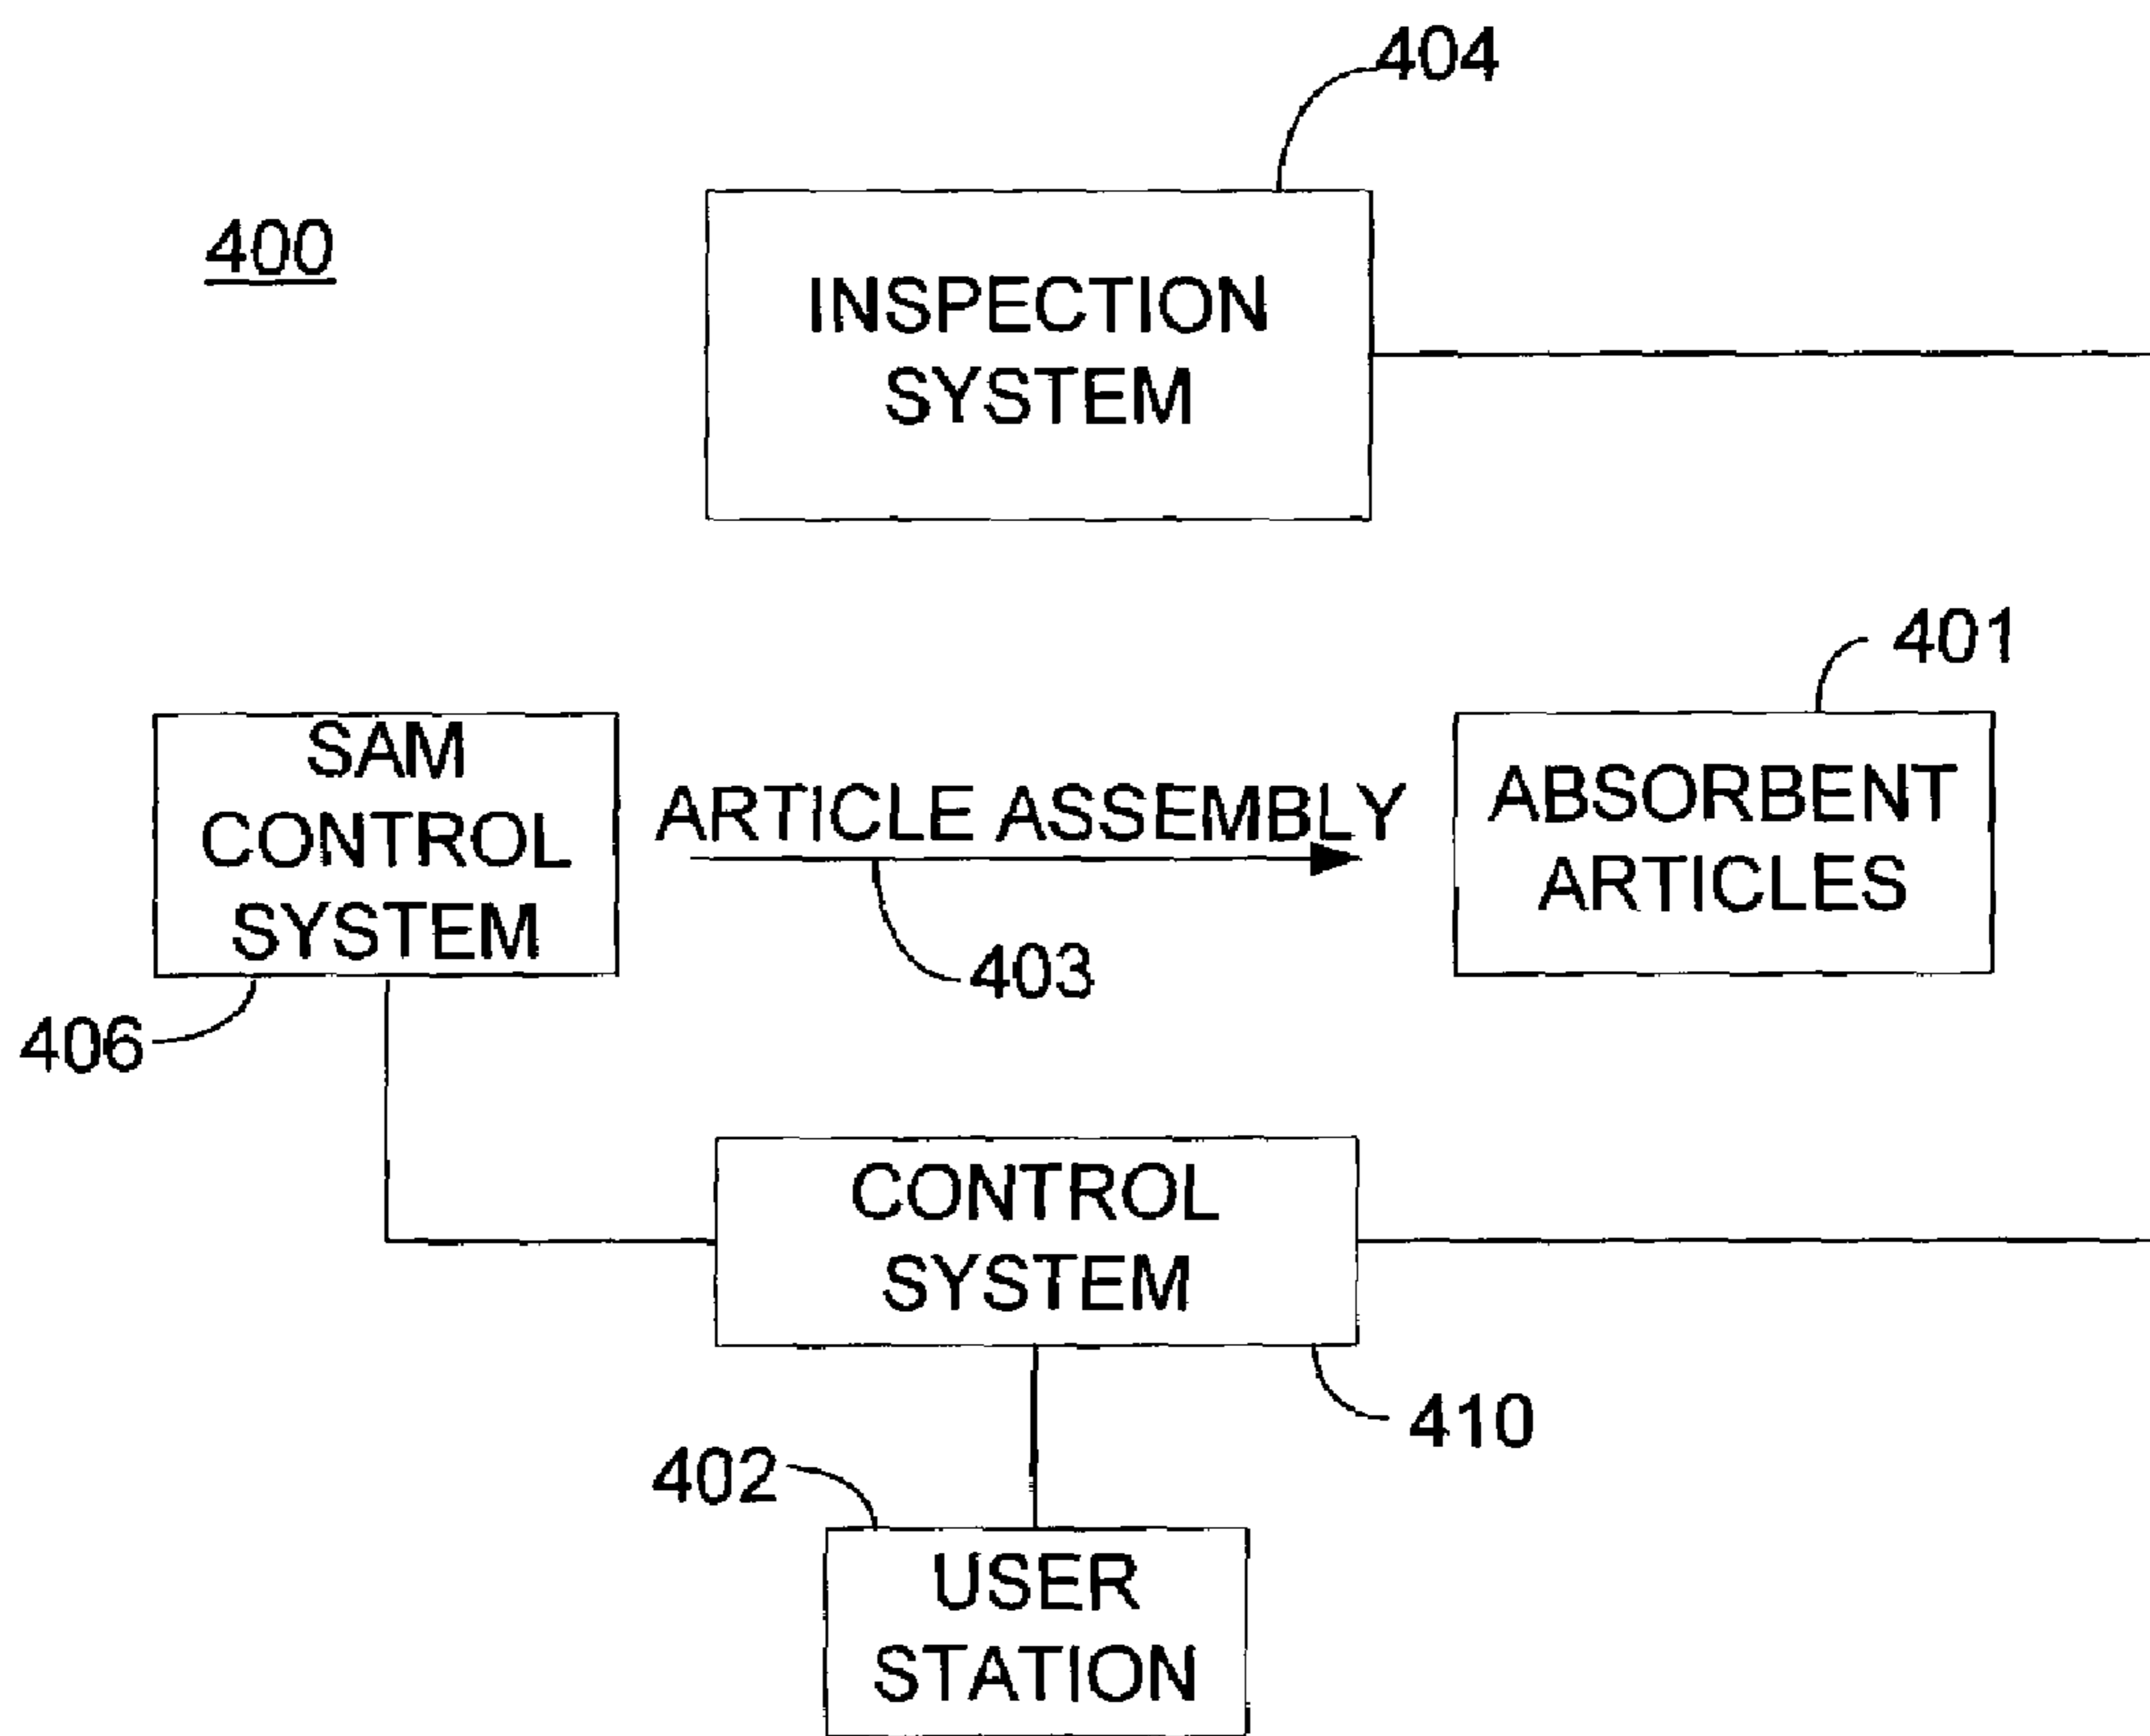 404
400
INSPECTION
SYSTEM
401
SAM
CONTROL
SYSTEM
ARTICLE ASSEMBLY
ABSORBENT
ARTICLES
403
406
CONTROL
SYSTEM
410
402
USER
STATION